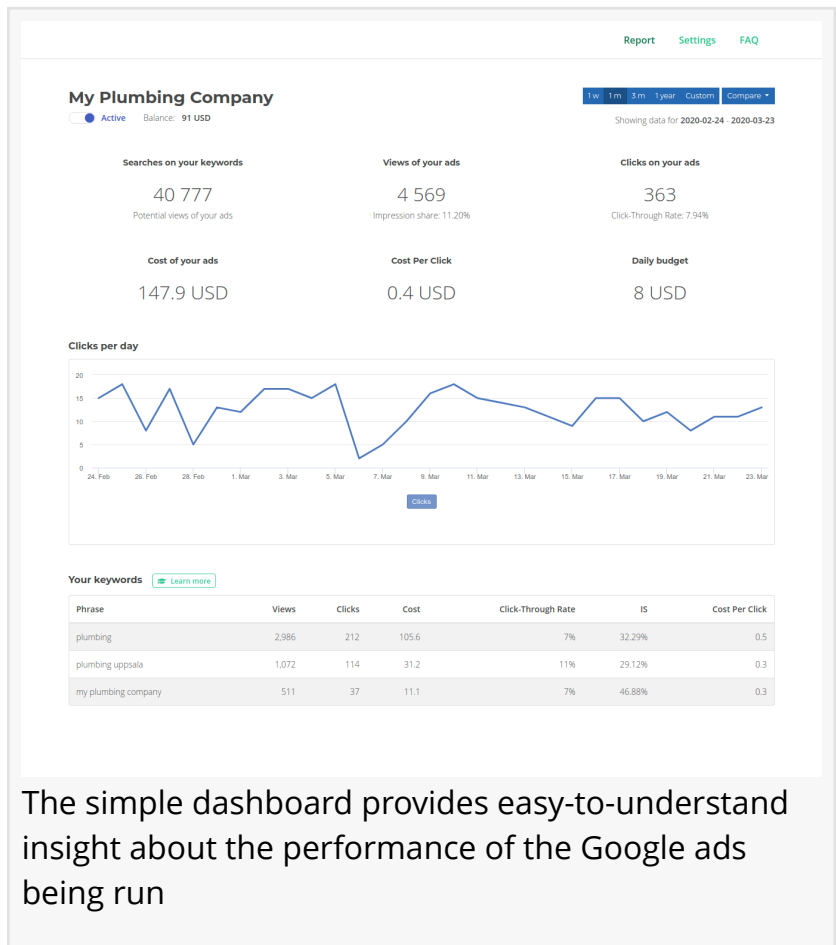 Report Settings FAQ
My Plumbing Company
1 w 1 m 3 m 1 year Custom Compare
Active Balance: 91 USD
Showing data for 2020-02-24 - 2020-03-23
Searches on your keywords Views of your ads Clicks on your ads
40 777 4 569 363
Potential views of your ads Impression share: 11.20% Click-Through Rate: 7.94%
Cost of your ads Cost Per Click Daily budget
147.9 USD 0.4 USD 8 USD
Clicks per day
20
15
10
5
0
24. Feb 26. Feb 28. Feb 1. Mar 3. Mar 5. Mar 7. Mar 9. Mar 11. Mar 13. Mar 15. Mar 17. Mar 19. Mar 21. Mar 23. Mar
Clicks
Your keywords Learn more
Phrase Views Clicks Cost Click-Through Rate IS Cost Per Click
plumbing 2,986 212 105.6 7% 32.29% 0.5
plumbing uppsala 1,072 114 31.2 11% 29.12% 0.3
my plumbing company 511 37 11.1 7% 46.88% 0.3
The simple dashboard provides easy-to-understand
insight about the performance of the Google ads
being run